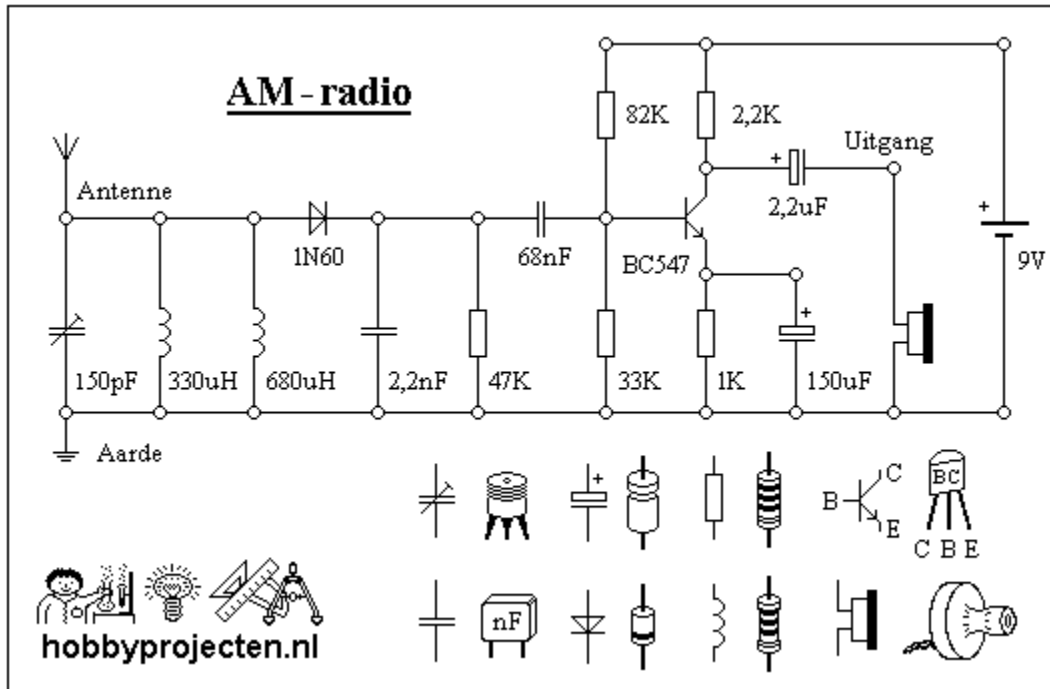 AM - radio
82K
2,2K
Uitgang
Antenne
+
2,2uF
+
1N60
68nF
BC547
9V
+
150pF
330uH
680uH
2,2nF
47K
33K
1K
150uF
Aarde
+
B
C
E
BC
C B E
nF
hobbyprojecten.nl